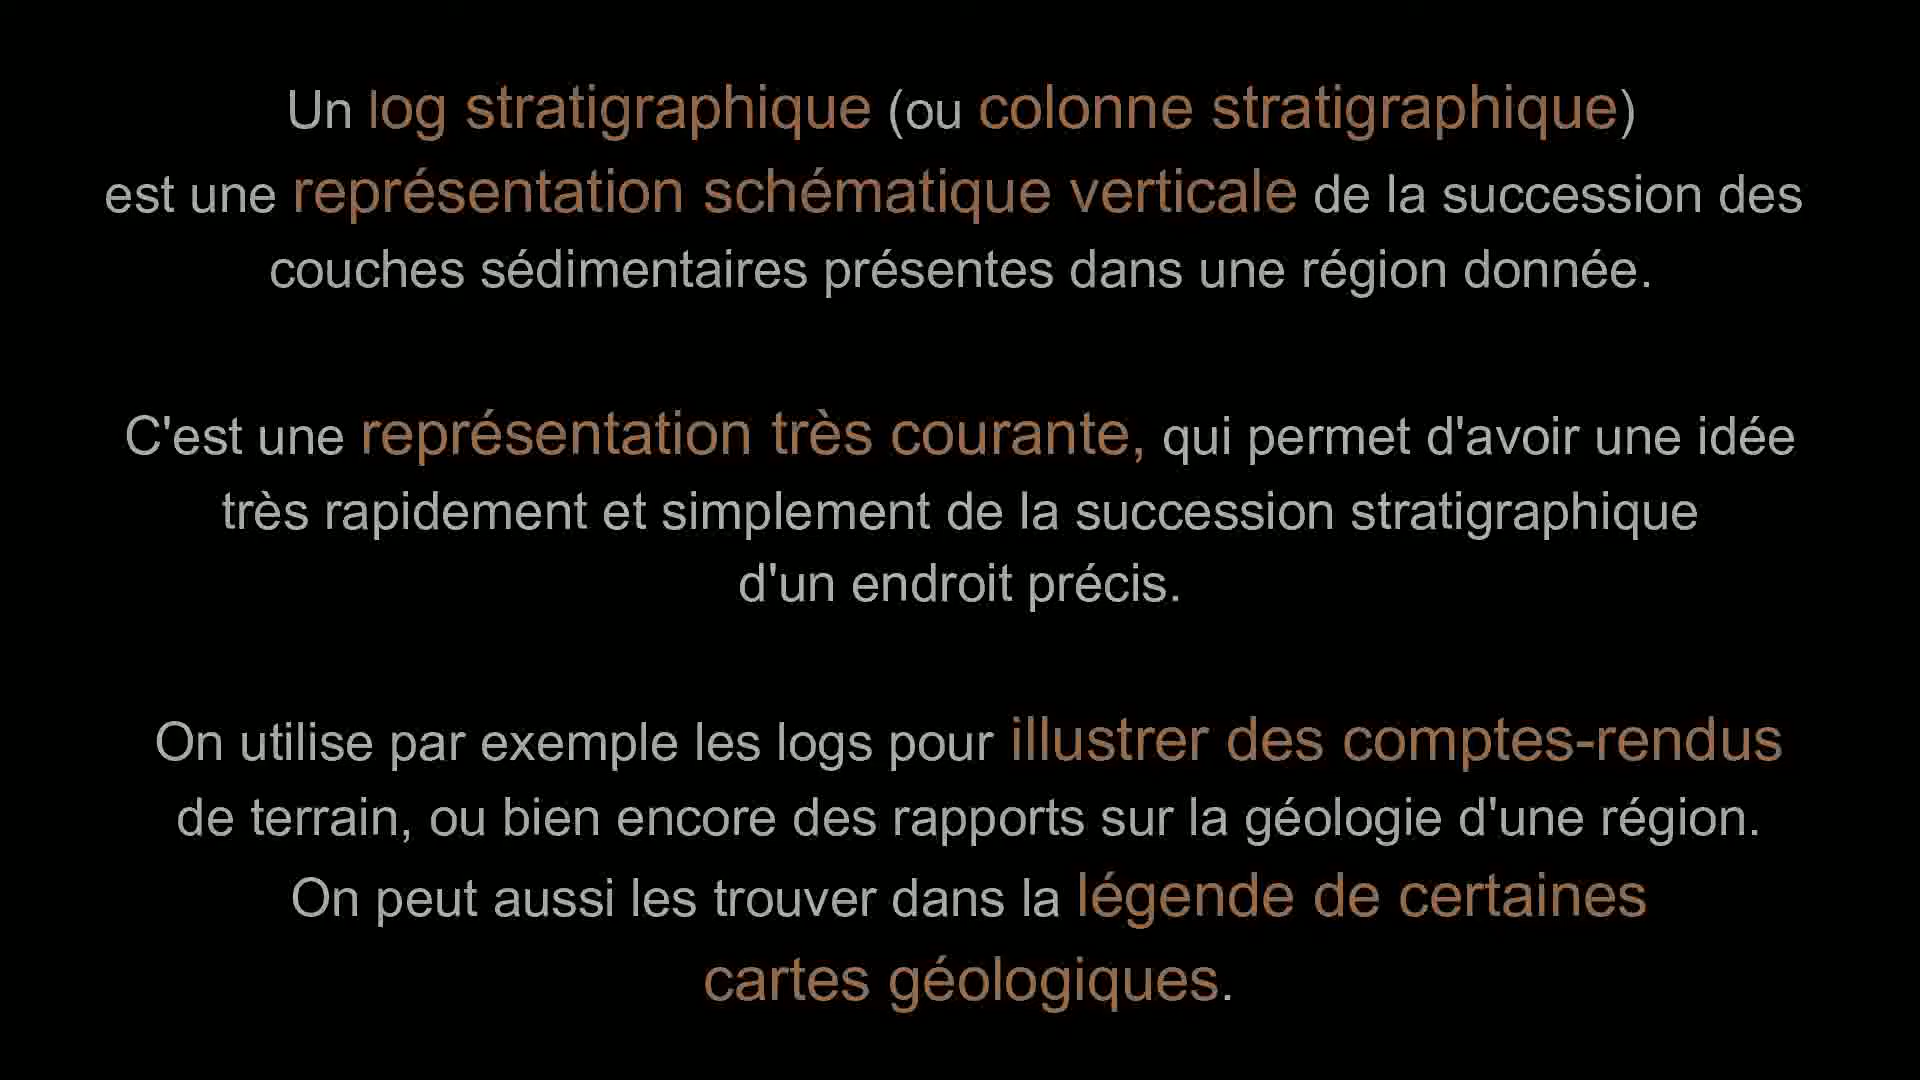 Un log stratigraphique (ou colonne stratigraphique)
est une représentation schématique verticale de la succession des
couches sédimentaires présentes dans une région donnée.
C'est une représentation très courante, qui permet d'avoir une idée
très rapidement et simplement de la succession stratigraphique
d'un endroit précis.
On utilise par exemple les logs pour illustrer des comptes-rendus
de terrain, ou bien encore des rapports sur la géologie d'une région.
On peut aussi les trouver dans la légende de certaines
cartes géologiques.